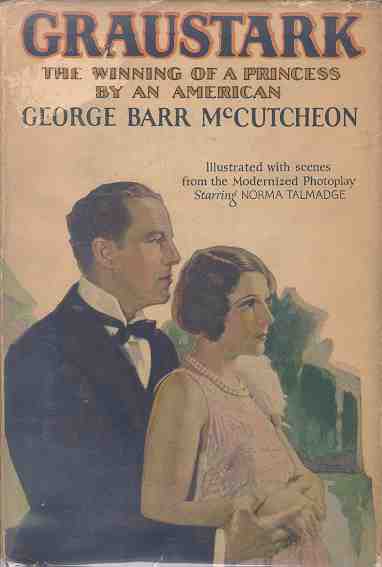 GRAUSTARK
THE WINNING OF A PRINCESS
BY AN AMERICAN
GEORGE BARR McCUTCHEON
Illustrated with scenes
from the Modernized Photoplay
Starring NORMA TALMADGE